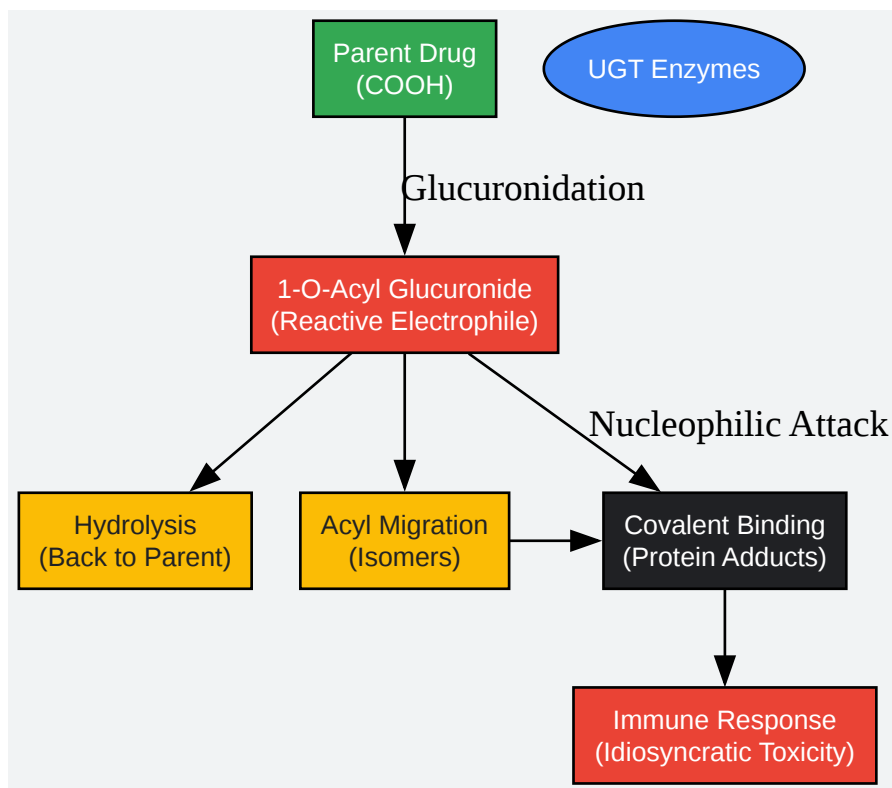 Parent Drug
(COOH)
UGT Enzymes
Glucuronidation
1-O-Acyl Glucuronide
(Reactive Electrophile)
Nucleophilic Attack
Hydrolysis
(Back to Parent)
Acyl Migration
(Isomers)
Covalent Binding
(Protein Adducts)
Immune Response
(Idiosyncratic Toxicity)